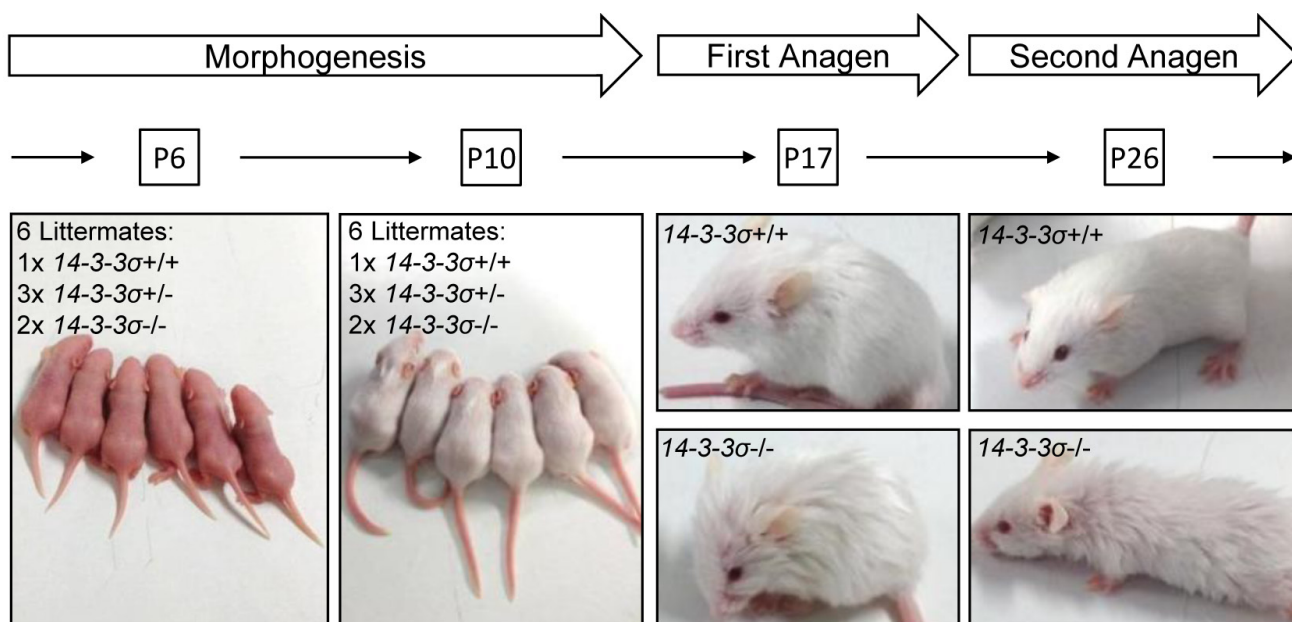 Morphogenesis
First Anagen
Second Anagen
P6
P10
P17
P26
6 Littermates:
1x 14-3-3σ+/+
3x 14-3-3σ+/-
2x 14-3-3σ-/-
6 Littermates:
1x 14-3-3σ+/+
3x 14-3-3σ+/-
2x 14-3-3σ-/-
14-3-3σ+/+
14-3-3σ+/+
14-3-3σ-/-
14-3-3σ-/-